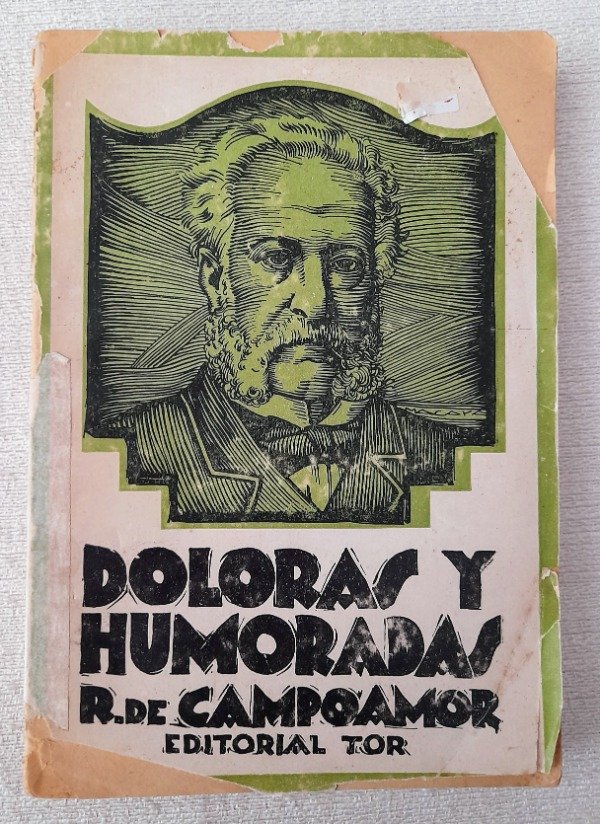 DOLORAS Y
HUMORADAS
R. DE CAMPOAMOR
EDITORIAL TOR